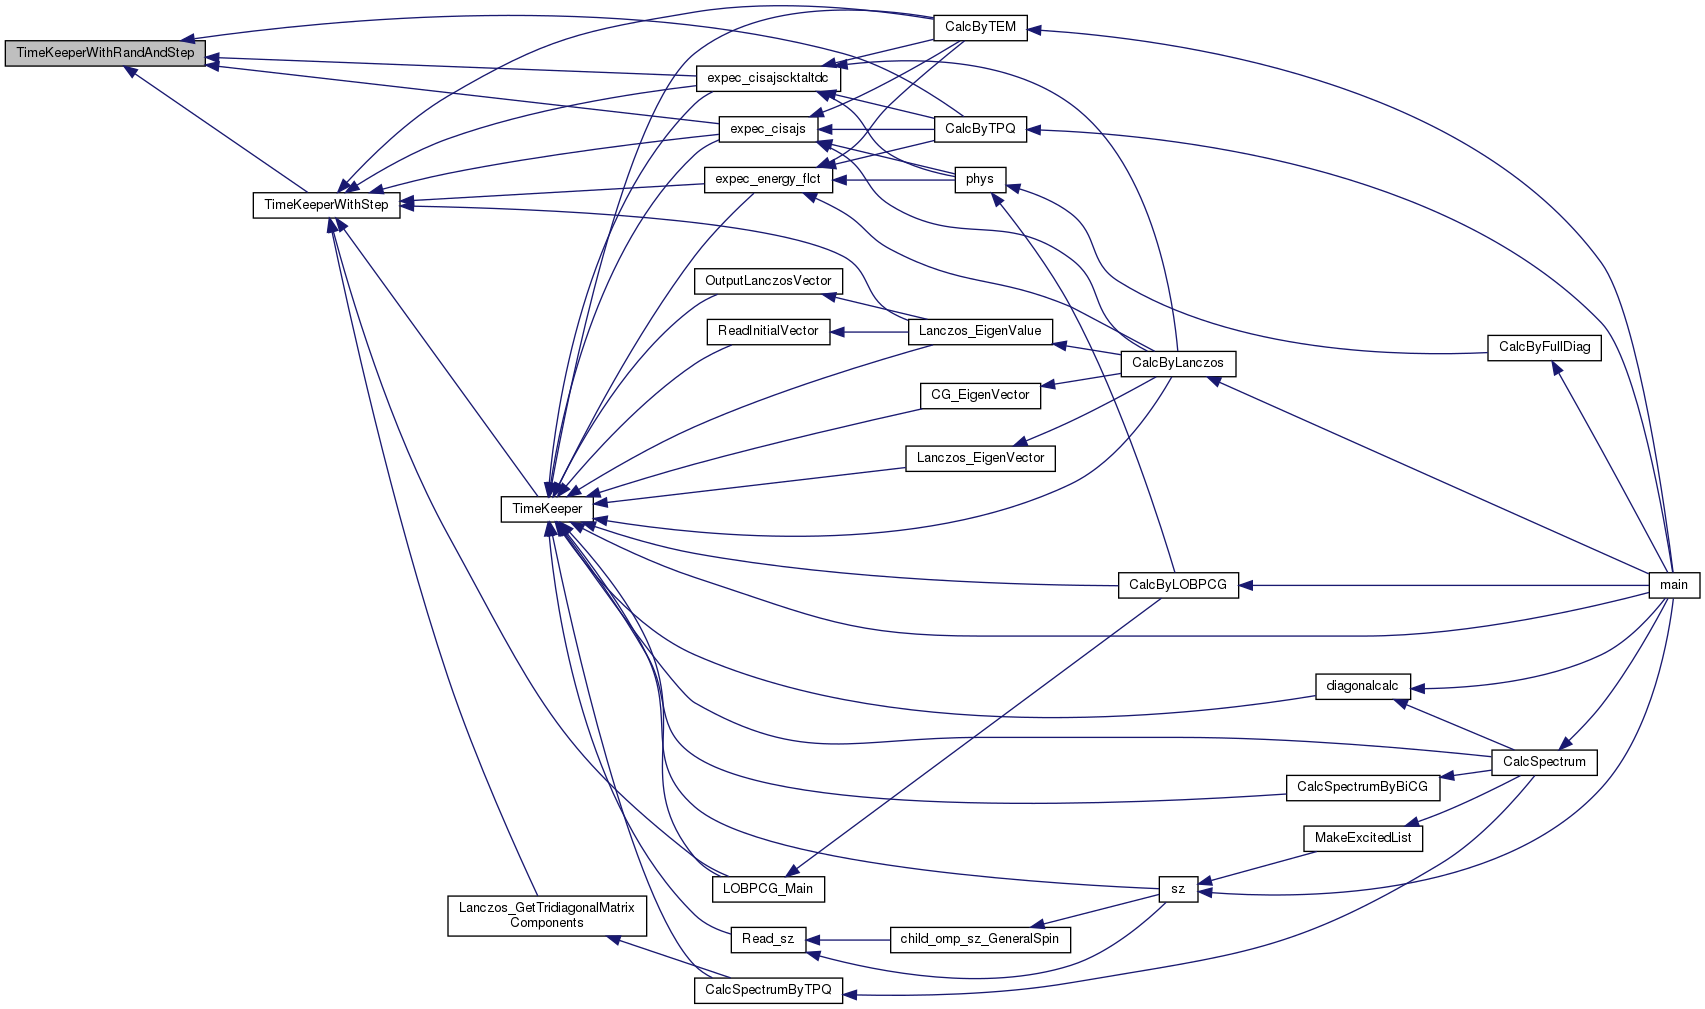 TimeKeeperWithRandAndStep
TimeKeeperWithStep
TimeKeeper
Lanczos_GetTridiagonalMatrix
Components
expec_cisajscktaltdc
expec_cisajs
expec_energy_flct
OutputLanczosVector
ReadInitialVector
LOBPCG_Main
Read_sz
CalcSpectrumByTPQ
CalcByTEM
CalcByTPQ
phys
Lanczos_EigenValue
CG_EigenVector
Lanczos_EigenVector
child_omp_sz_GeneralSpin
CalcByLanczos
CalcByLOBPCG
sz
diagonalcalc
CalcSpectrumByBiCG
MakeExcitedList
CalcByFullDiag
CalcSpectrum
main